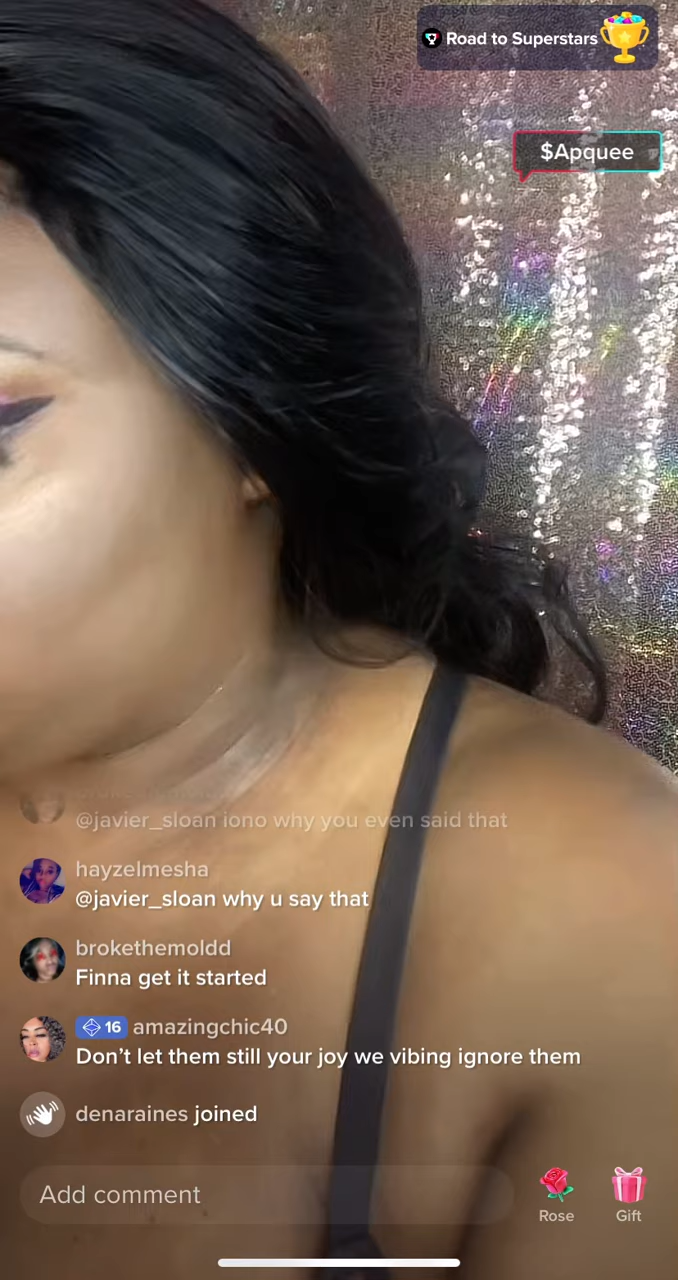 Road to Superstars
$Apquee
@javier_sloan iono why you even said that
hayzelmesha
@javier_sloan why u say that
brokethemoldd
Finna get it started
16 amazingchic40
Don’t let them still your joy we vibing ignore them
denaraines joined
Add comment
Rose
Gift